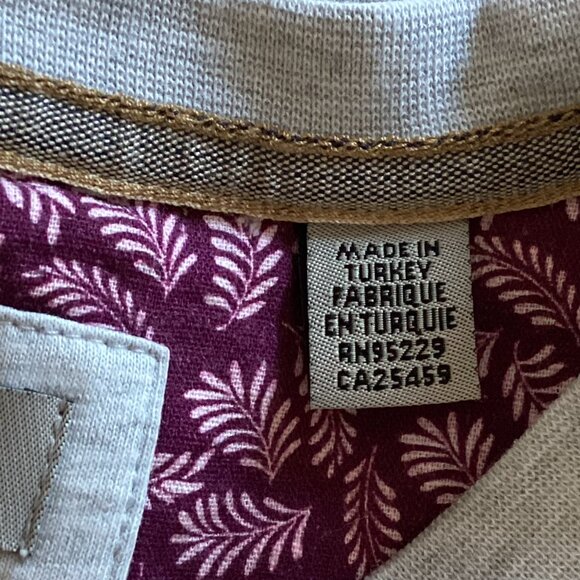 MADE IN
TURKEY
FABRIQUE
EN TURQUIE
RN95229
CA25459